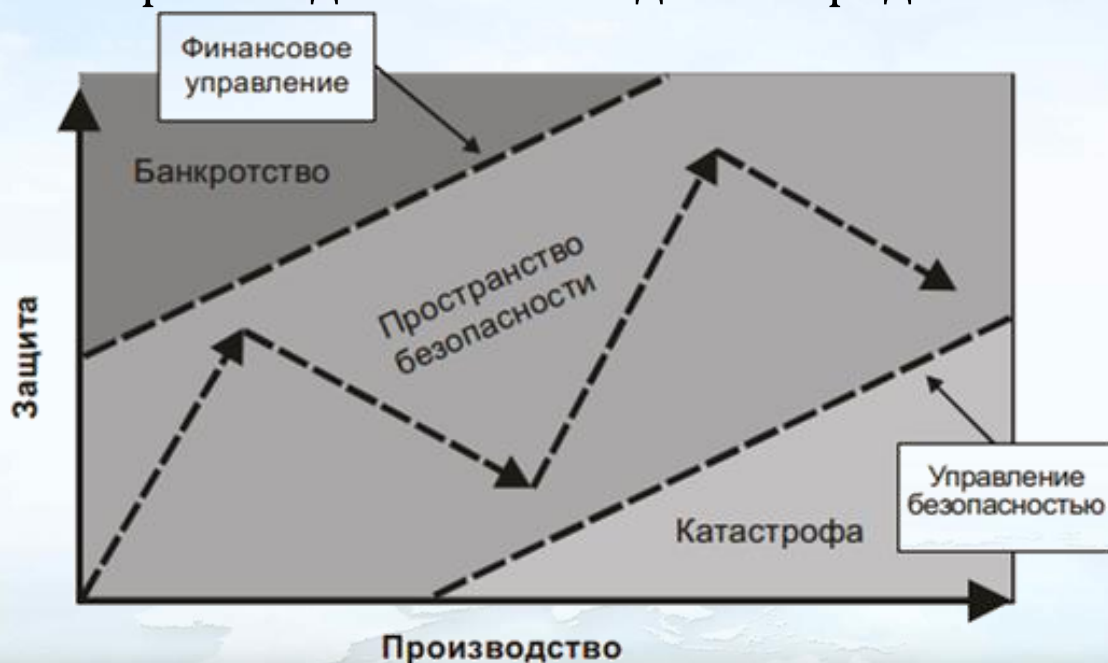 Финансовое
управление
Банкротство
Пространство
безопасности
Защита
Управление
безопасностью
Катастрофа
Производство